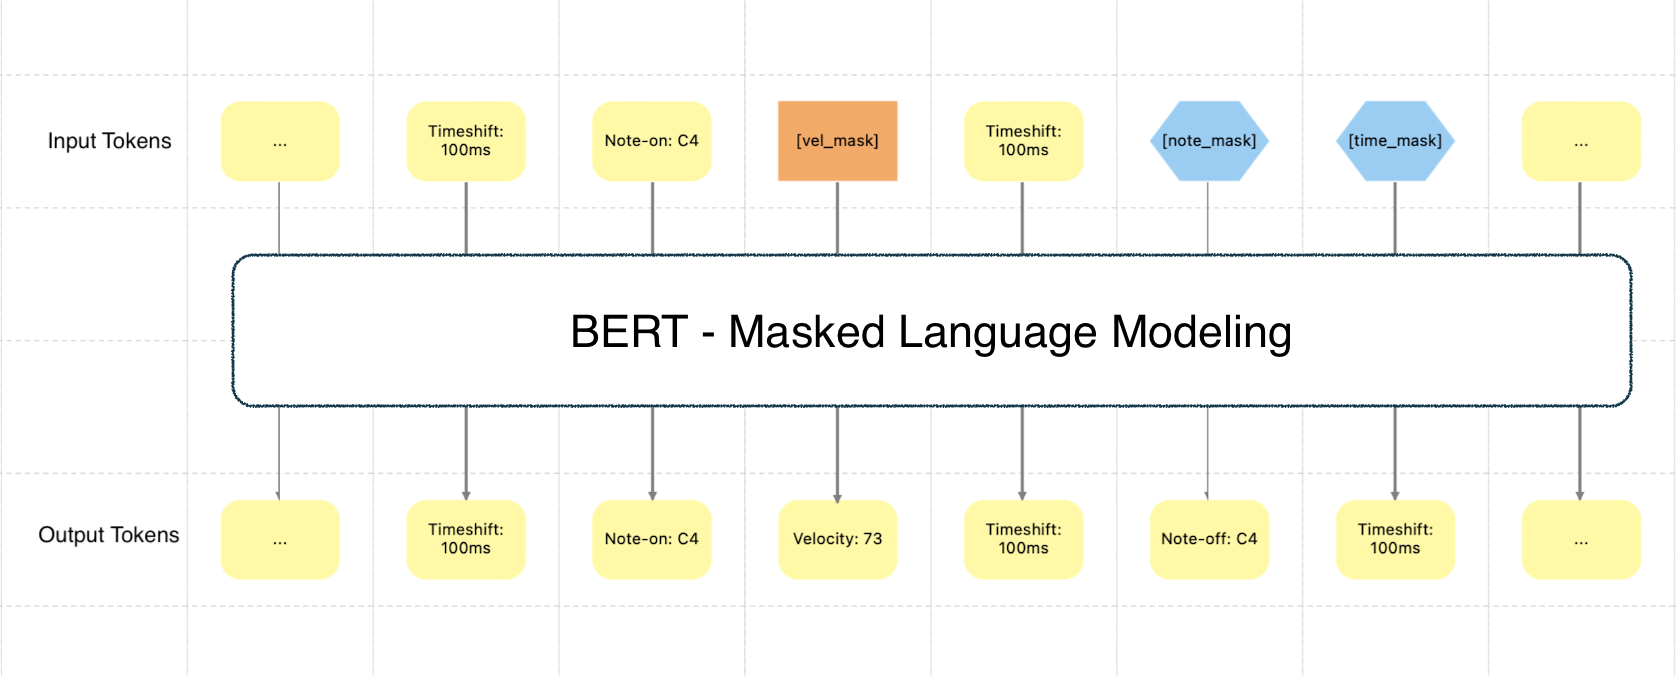 Input Tokens
...
Timeshift:
100ms
Note-on: C4
[vel_mask]
Timeshift:
100ms
[note_mask]
[time_mask]
...
BERT - Masked Language Modeling
Output Tokens
...
Timeshift:
100ms
Note-on: C4
Velocity: 73
Timeshift:
100ms
Note-off: C4
Timeshift:
100ms
...